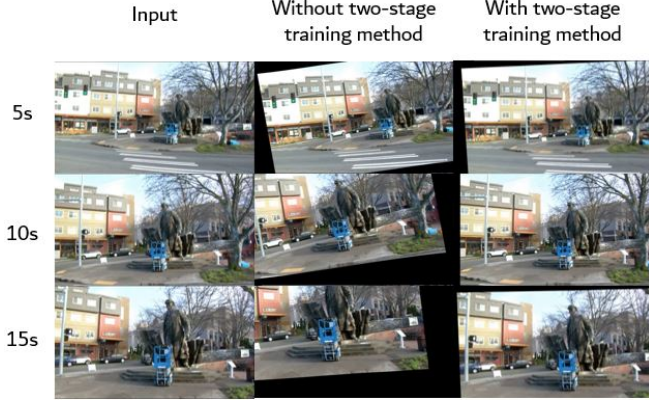 Input
Without two-stage
training method
With two-stage
training method
5s
10s
15s